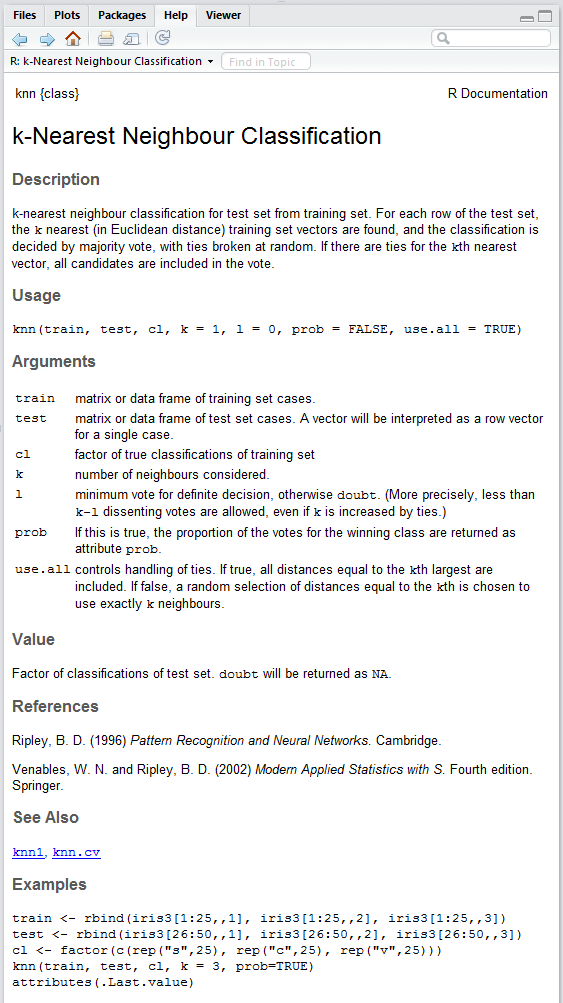 Files Plots Packages Help Viewer
R: k-Nearest Neighbour Classification Find in Topic
knn {class} R Documentation
k-Nearest Neighbour Classification
Description
k-nearest neighbour classification for test set from training set. For each row of the test set,
the k nearest (in Euclidean distance) training set vectors are found, and the classification is
decided by majority vote, with ties broken at random. If there are ties for the kth nearest
vector, all candidates are included in the vote.
Usage
knn(train, test, cl, k = 1, l = 0, prob = FALSE, use.all = TRUE)
Arguments
train matrix or data frame of training set cases.
test matrix or data frame of test set cases. A vector will be interpreted as a row vector
for a single case.
cl factor of true classifications of training set
k number of neighbours considered.
l minimum vote for definite decision, otherwise doubt. (More precisely, less than
k-l dissenting votes are allowed, even if k is increased by ties.)
prob If this is true, the proportion of the votes for the winning class are returned as
attribute prob.
use.all controls handling of ties. If true, all distances equal to the kth largest are
included. If false, a random selection of distances equal to the kth is chosen to
use exactly k neighbours.
Value
Factor of classifications of test set. doubt will be returned as NA.
References
Ripley, B. D. (1996) Pattern Recognition and Neural Networks. Cambridge.
Venables, W. N. and Ripley, B. D. (2002) Modern Applied Statistics with S. Fourth edition.
Springer.
See Also
knn1, knn.cv
Examples
train <- rbind(iris3[1:25,,1], iris3[1:25,,2], iris3[1:25,,3])
test <- rbind(iris3[26:50,,1], iris3[26:50,,2], iris3[26:50,,3])
cl <- factor(c(rep("s",25), rep("c",25), rep("v",25)))
knn(train, test, cl, k = 3, prob=TRUE)
attributes(.Last.value)